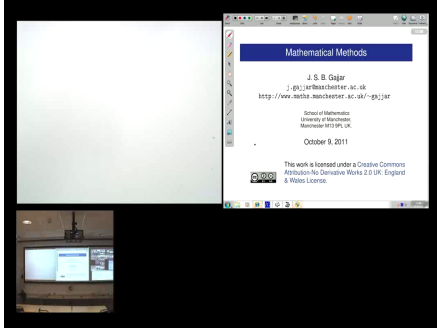 Mathematical Methods
J. S. B. Gajjar
j.gajjar@manchester.ac.uk
http://www.maths.manchester.ac.uk/~gajjar
School of Mathematics
University of Manchester,
Manchester M13 9PL UK.
October 9, 2011
This work is licensed under a Creative Commons
Attribution-No Derivative Works 2.0 UK: England
& Wales License.